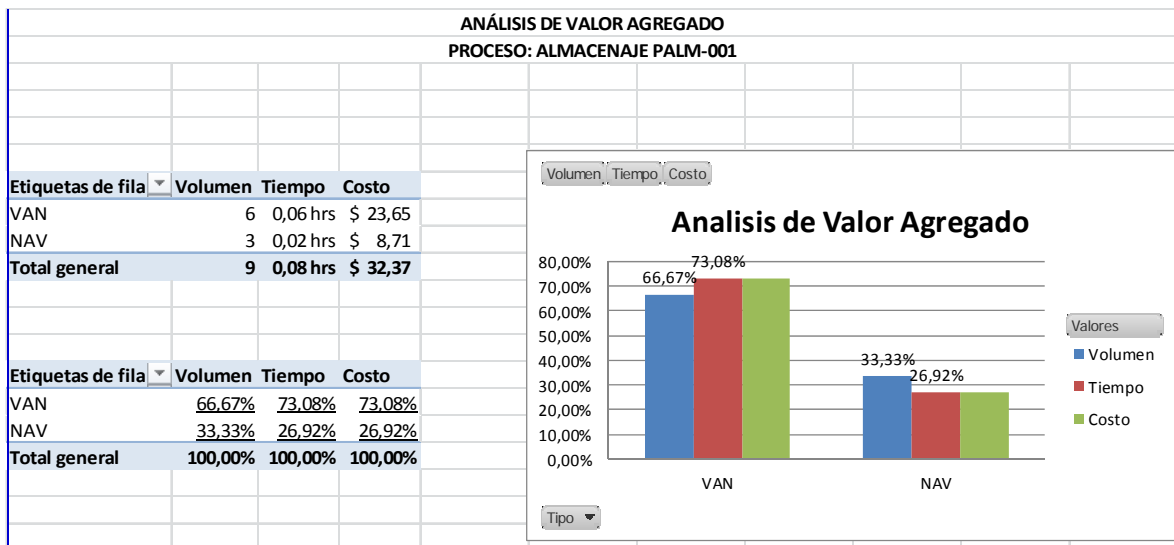 ANÁLISIS DE VALOR AGREGADO
PROCESO: ALMACENAJE PALM-001
Etiquetas de fila Volumen Tiempo Costo
VAN 6 0,06 hrs $ 23,65
NAV 3 0,02 hrs $ 8,71
Total general 9 0,08 hrs $ 32,37
Etiquetas de fila Volumen Tiempo Costo
VAN 66,67% 73,08% 73,08%
NAV 33,33% 26,92% 26,92%
Total general 100,00% 100,00% 100,00%
Volumen Tiempo Costo
Analisis de Valor Agregado
80,00%
70,00%
60,00%
50,00%
40,00%
30,00%
20,00%
10,00%
0,00%
66,67%
73,08%
33,33%
26,92%
VAN NAV
Valores
Volumen
Tiempo
Costo
Tipo